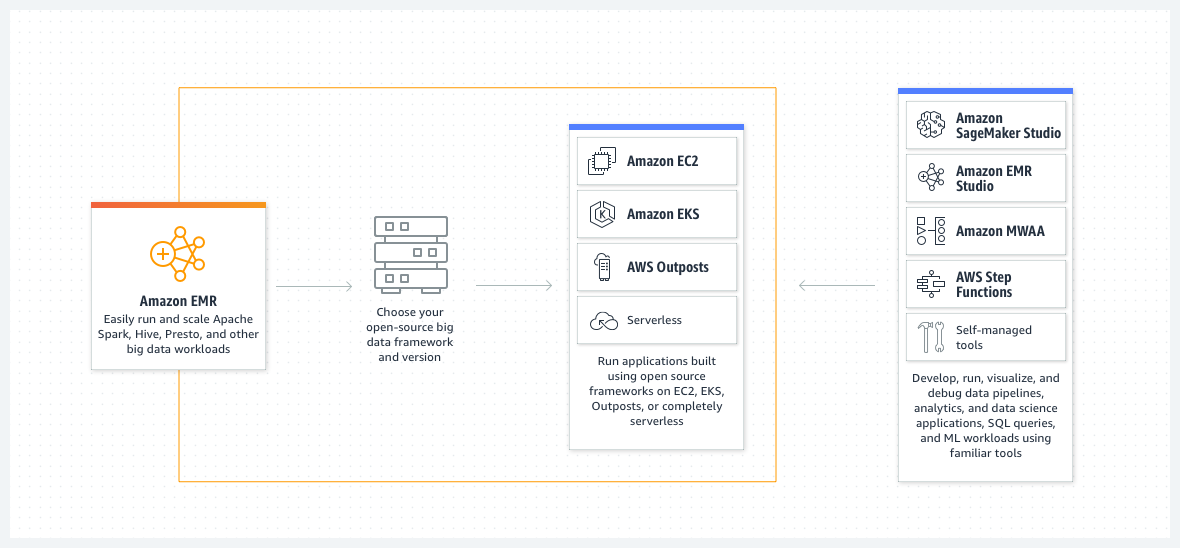 Amazon EMR
Easily run and scale Apache
Spark, Hive, Presto, and other
big data workloads
Choose your
open-source big
data framework
and version
Amazon EC2
Amazon EKS
AWS Outposts
Serverless
Run applications built
using open source
frameworks on EC2, EKS,
Outposts, or completely
serverless
Amazon
SageMaker Studio
Amazon EMR
Studio
Amazon MWAA
AWS Step
Functions
Self-managed
tools
Develop, run, visualize, and
debug data pipelines,
analytics, and data science
applications, SQL queries,
and ML workloads using
familiar tools